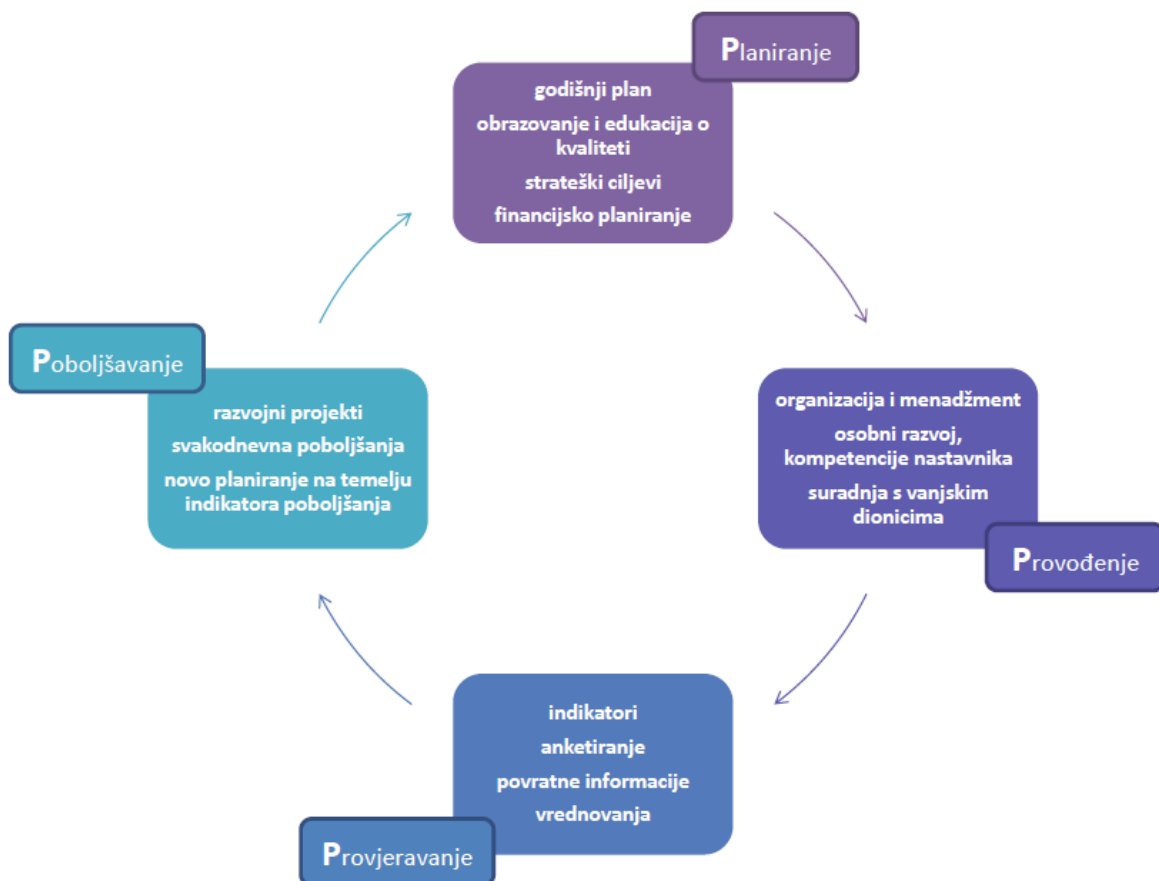 Planiranje
godišnji plan
obrazovanje i edukacija o
kvaliteti
strateški ciljevi
financijsko planiranje
organizacija i menadžment
osobni razvoj,
kompetencije nastavnika
suradnja s vanjskim
dionicima
Provođenje
indikatori
anketiranje
povratne informacije
vrednovanja
Provjeravanje
Poboljšavanje
razvojni projekti
svakodnevna poboljšanja
novo planiranje na temelju
indikatora poboljšanja